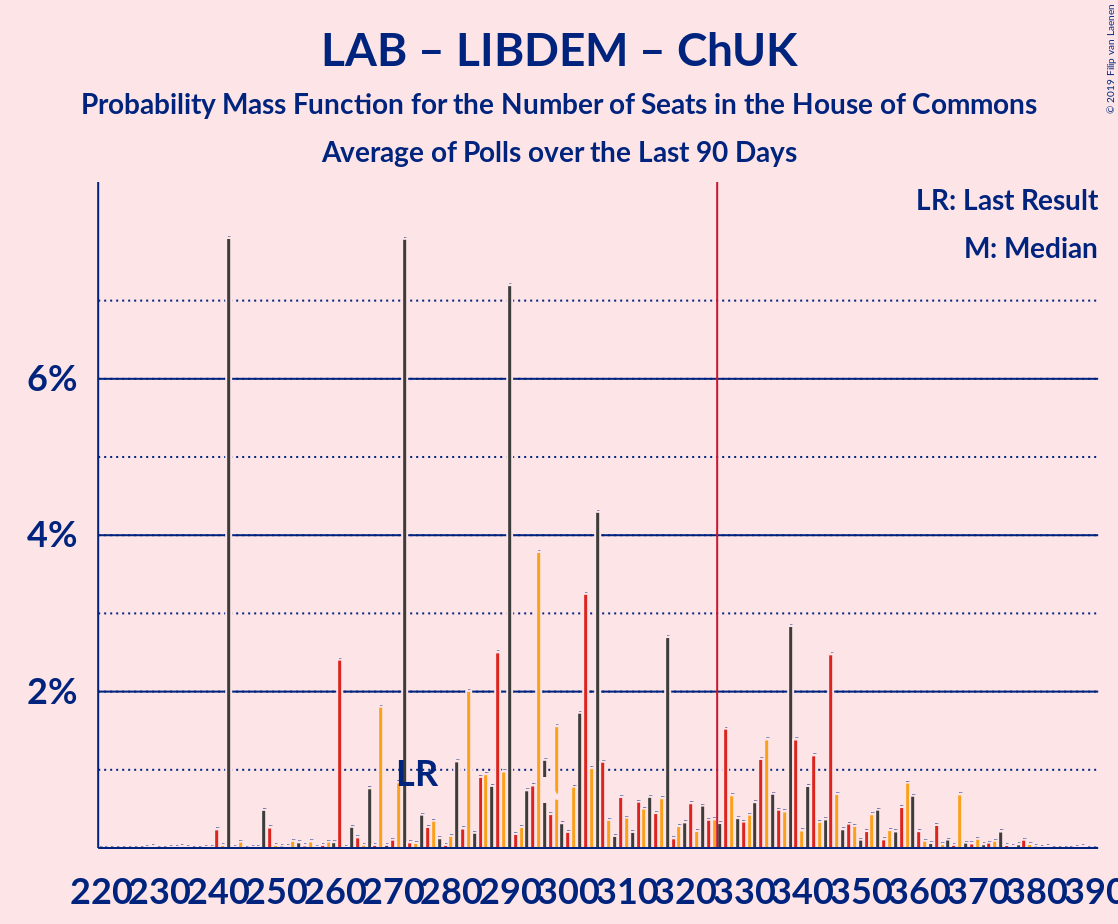 LAB – LIBDEM – ChUK
Probability Mass Function for the Number of Seats in the House of Commons
Average of Polls over the Last 90 Days
© 2019 Filip van Laenen
LR: Last Result
M: Median
6%
4%
2%
LR
220 230 240 250 260 270 280 290 300 310 320 330 340 350 360 370 380 390